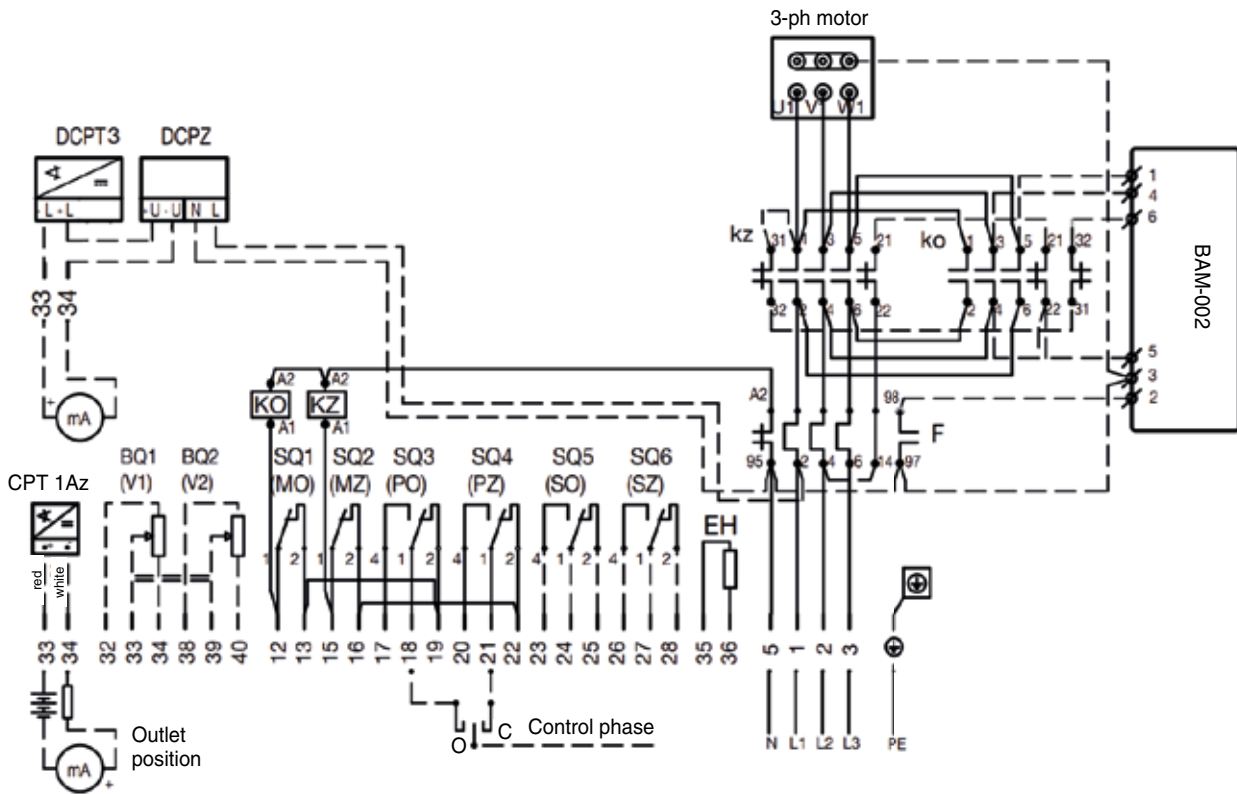 3-ph motor
U1 V1 W1
DCPT3 DCPZ
- L + L + U - U N L
33 34
mA
+
CPT 1Az
red
white
BQ1
(V1)
BQ2
(V2)
KO KZ
A2 A2
A1 A1
SQ1
(MO)
SQ2
(MZ)
SQ3
(PO)
SQ4
(PZ)
SQ5
(SO)
SQ6
(SZ)
1 2 1 2 4 1 2 4 1 2 4 1 2 4 1 2
EH
kz 31 1 3 5 21 ko 1 3 5 21 32
32 2 4 6 22 2 4 6 22 31
1
4
6
BAM-002
5
3
2
A2 98
F
95 2 4 6 14 97
33 34 32 33 34 38 39 40 12 13 15 16 17 18 19 20 21 22 23 24 25 26 27 28 35 36 5 1 2 3
N L1 L2 L3 PE
O C Control phase
Outlet
position
mA
+